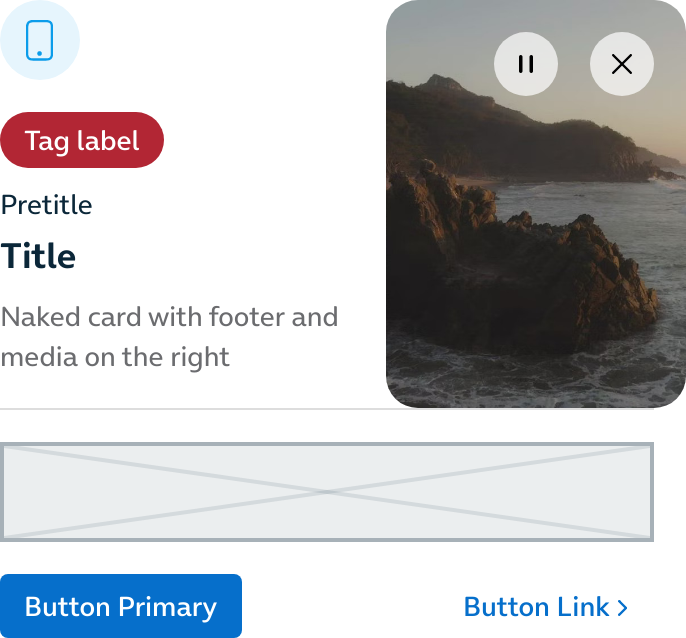 Tag label
Pretitle
Title
Naked card with footer and
media on the right
Button Primary
Button Link